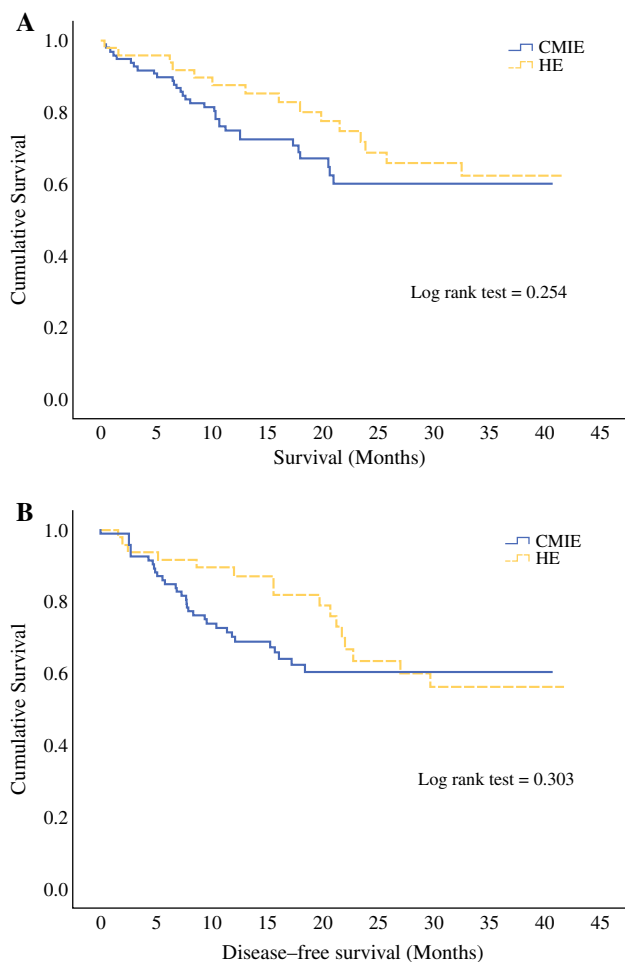 A
1.0
0.8
0.6
0.4
0.2
0.0
Cumulative Survival
CMIE
HE
Log rank test = 0.254
0 5 10 15 20 25 30 35 40 45
Survival (Months)
B
1.0
0.8
0.6
0.4
0.2
0.0
Cumulative Survival
CMIE
HE
Log rank test = 0.303
0 5 10 15 20 25 30 35 40 45
Disease–free survival (Months)